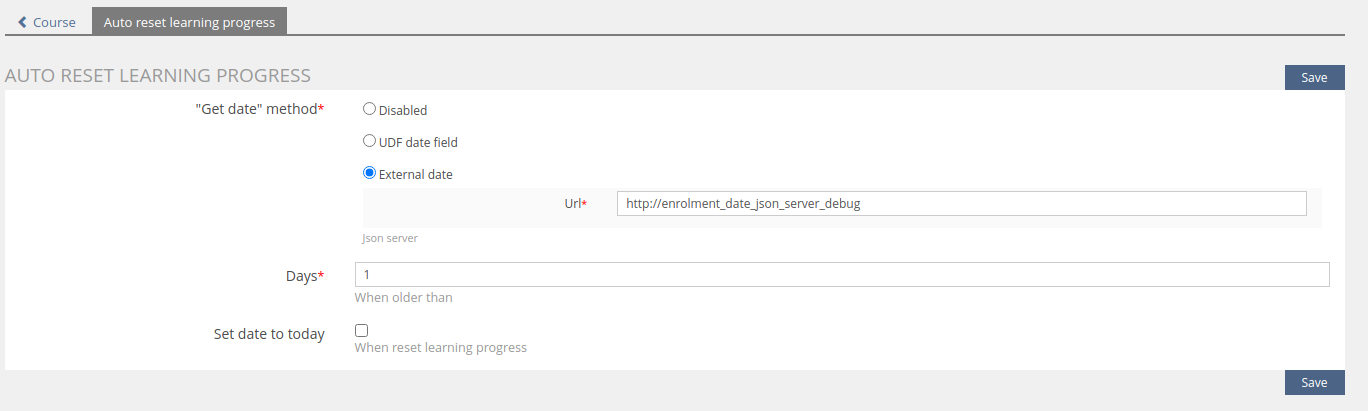 Course
Auto reset learning progress
AUTO RESET LEARNING PROGRESS
Save
"Get date" method*
Disabled
UDF date field
External date
Url* http://enrolment_date_json_server_debug
Json server
Days* 1
When older than
Set date to today
When reset learning progress
Save